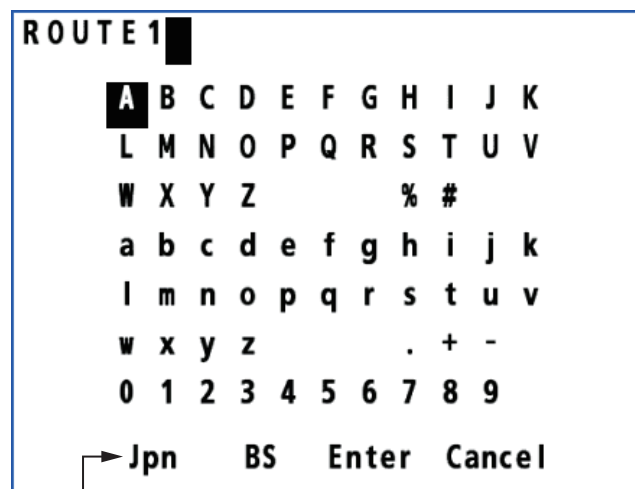 ROUTE1
A B C D E F G H I J K
L M N O P Q R S T U V
W X Y Z % #
a b c d e f g h i j k
l m n o p q r s t u v
w x y z . + -
0 1 2 3 4 5 6 7 8 9
Jpn BS Enter Cancel